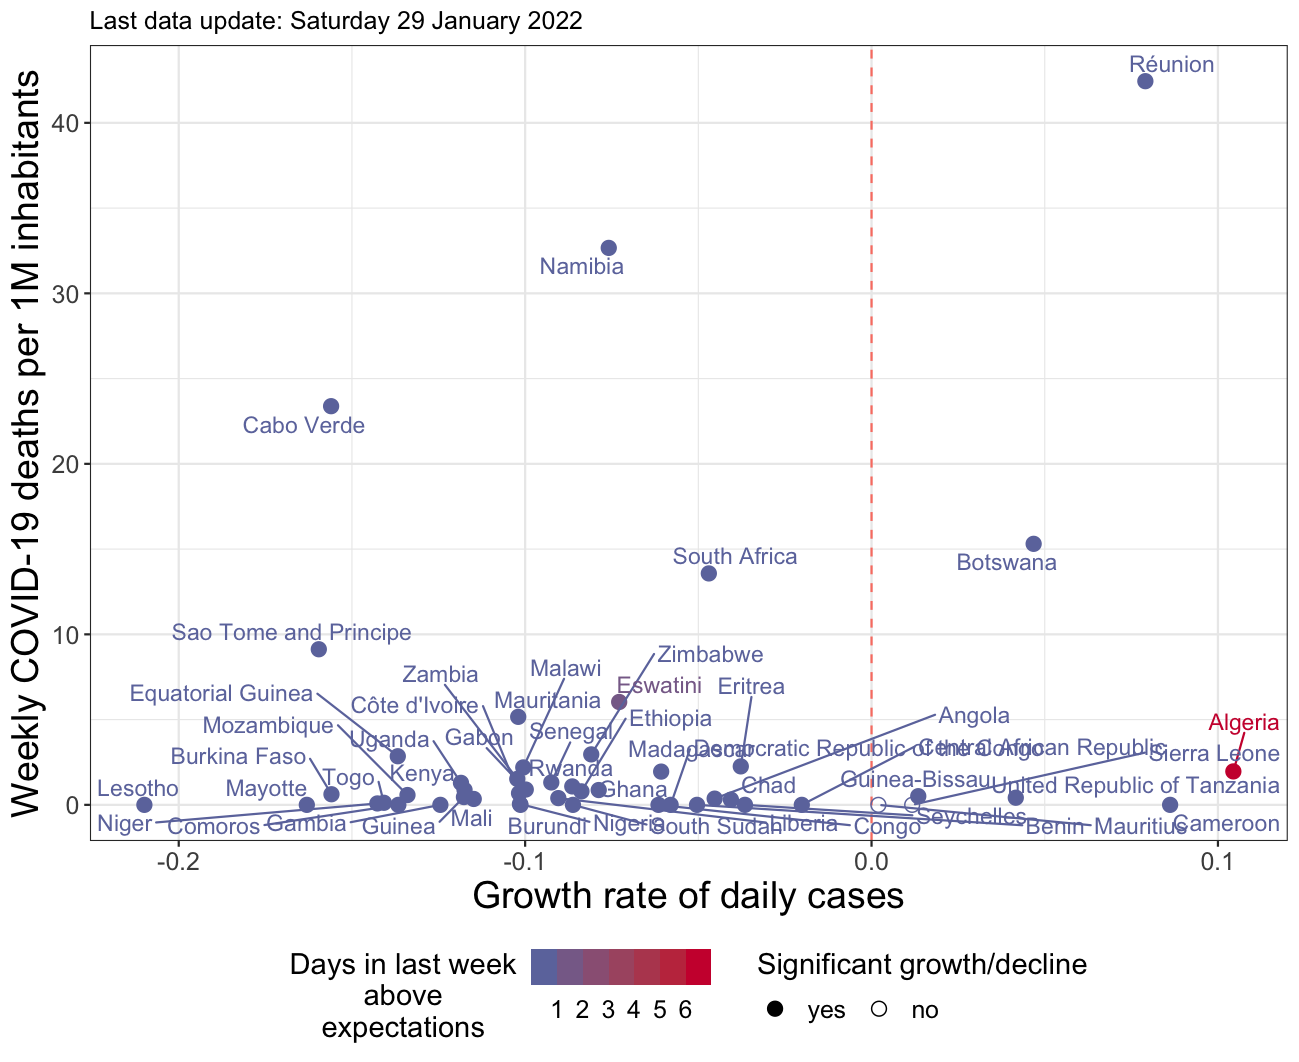 Last data update: Saturday 29 January 2022
Weekly COVID-19 deaths per 1M inhabitants
40
30
20
10
0
Réunion
Namibia
Cabo Verde
South Africa
Botswana
Sao Tome and Principe
Zimbabwe
Malawi
Zambia
Eswatini
Eritrea
Equatorial Guinea
Mauritania
Côte d'Ivoire
Angola
Ethiopia
Algeria
Mozambique
Senegal
Gabon
Uganda
Madagascar
Democratic Republic of the Congo
Central African Republic
Sierra Leone
Burkina Faso
Rwanda
Kenya
Togo
Chad
Guinea-Bissau
United Republic of Tanzania
Lesotho
Mayotte
Ghana
Mali
Seychelles
Niger
Comoros
Gambia
Guinea
Burundi
Nigeria
South Sudan
Liberia
Congo
Benin
Mauritius
Cameroon
-0.2
-0.1
0.0
0.1
Growth rate of daily cases
Days in last week
above
expectations
1 2 3 4 5 6
Significant growth/decline
yes
no